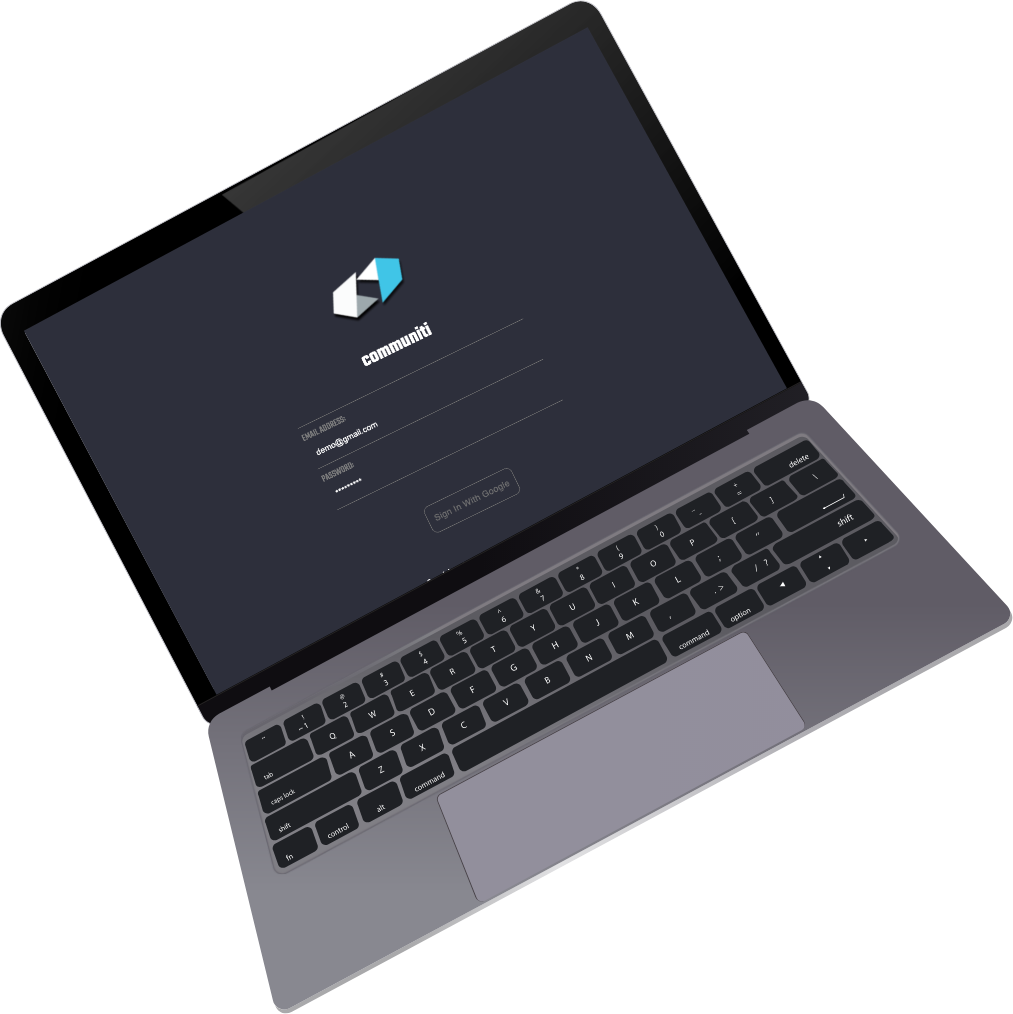 communiti
EMAIL ADDRESS:
demo@gmail.com
PASSWORD:
•••••••••
Sign In With Google
~ ! 1 @ 2 # 3 $ 4 % 5 ^ 6 & 7 * 8 ( 9 ) 0 - + = delete
tab Q W E R T Y U I O P { } \
caps lock A S D F G H J K L ; "
shift Z X C V B N M , . > / ? shift
fn control alt command command option ◂ ▴ ▾ ▸